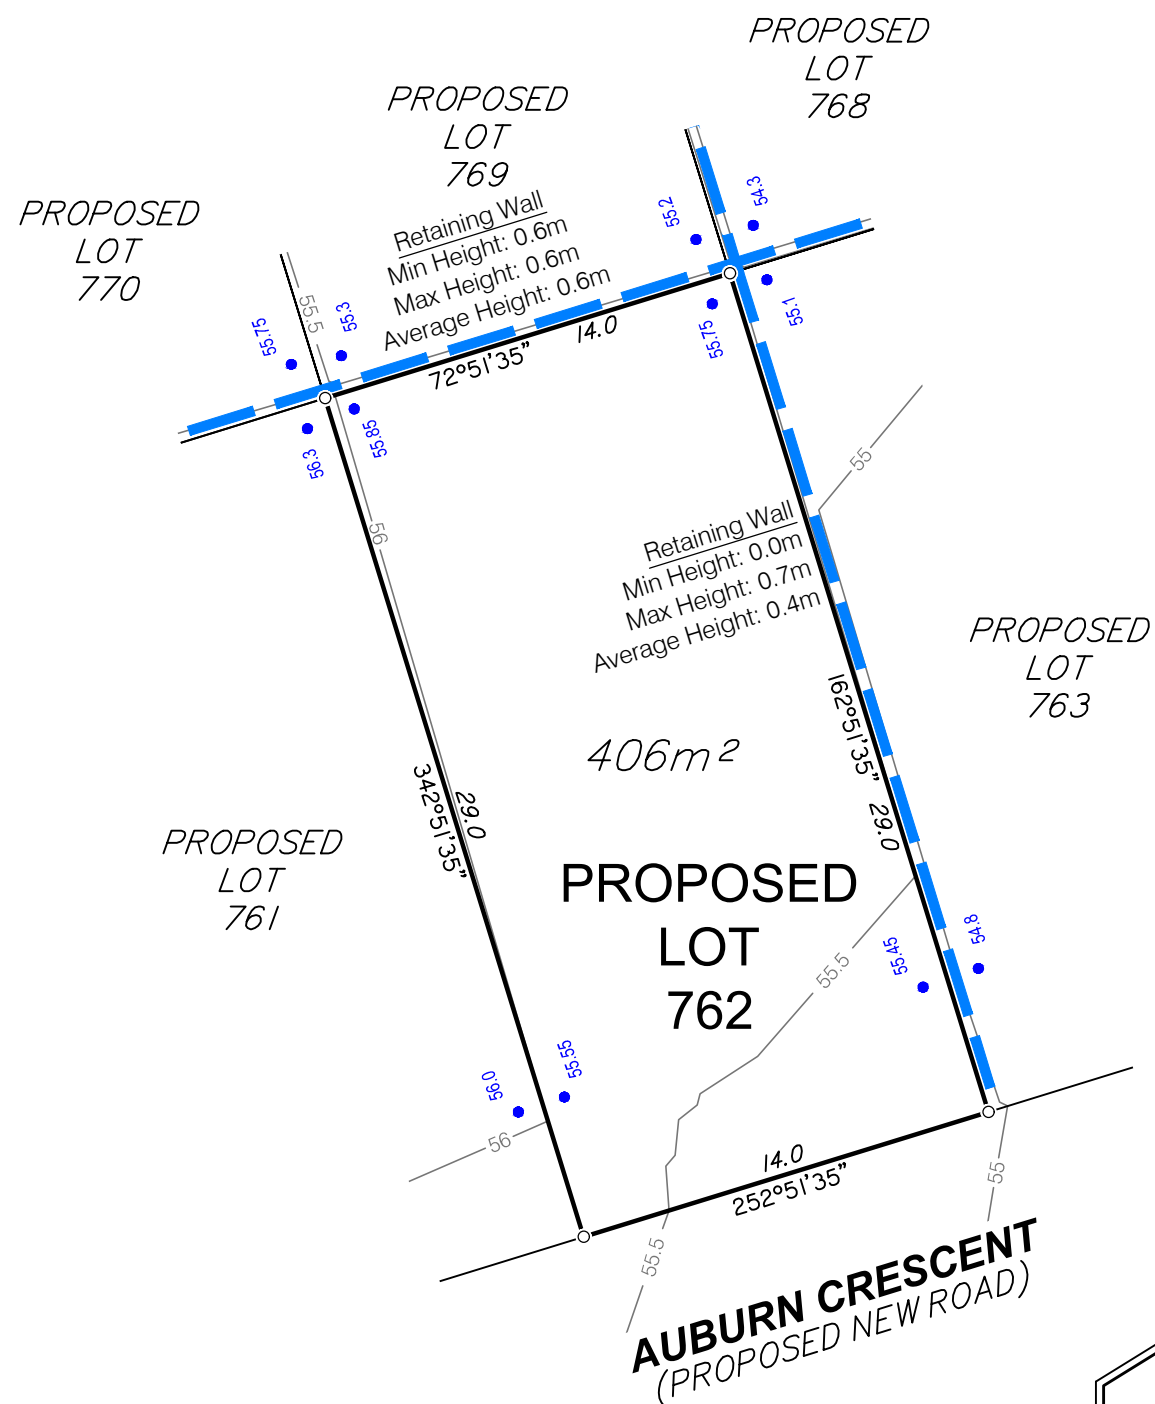 PROPOSED
LOT
768
PROPOSED
LOT
769
PROPOSED
LOT
770
Retaining Wall
Min Height: 0.6m
Max Height: 0.6m
Average Height: 0.6m
55.2
54.3
55.5
55.3
55.75
14.0
72°51'35"
55.75
55.1
56.3
55.85
56
55
Retaining Wall
Min Height: 0.0m
Max Height: 0.7m
Average Height: 0.4m
PROPOSED
LOT
763
162°51'35"
29.0
406m²
342°51'35"
29.0
PROPOSED
LOT
761
PROPOSED
LOT
762
55.5
55.45
54.8
56.0
55.55
56
14.0
252°51'35"
55
55.5
AUBURN CRESCENT
(PROPOSED NEW ROAD)